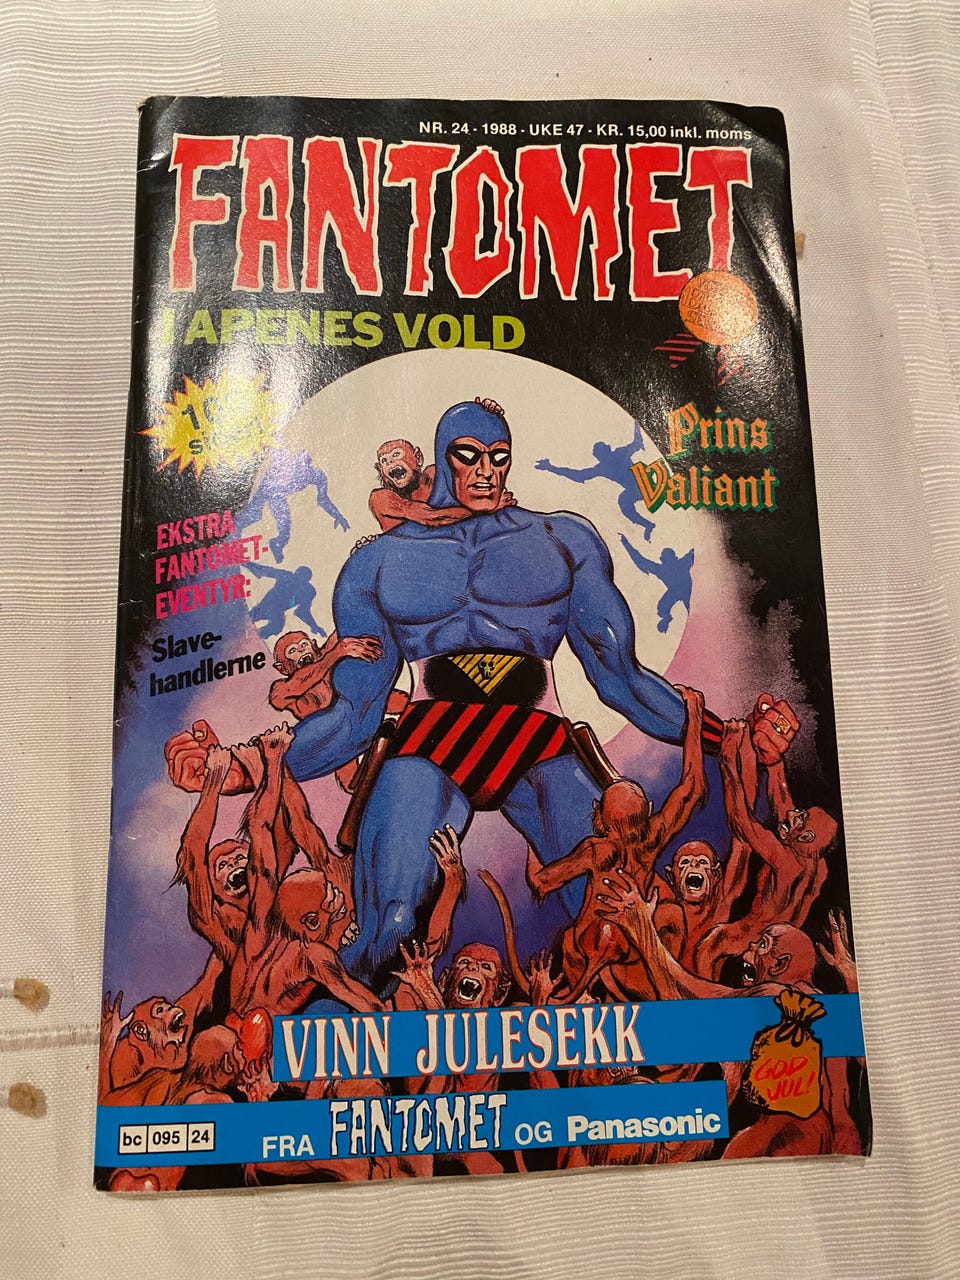 NR. 24 - 1988 - UKE 47 - KR. 15,00 inkl. moms
FANTOMET
I APENES VOLD
Prins
Valiant
EKSTRA
FANTOMET-
EVENTYR:
Slave-
handlerne
VINN JULESEKK
GOD
JUL!
FRA FANTOMET OG Panasonic
bc 095 24